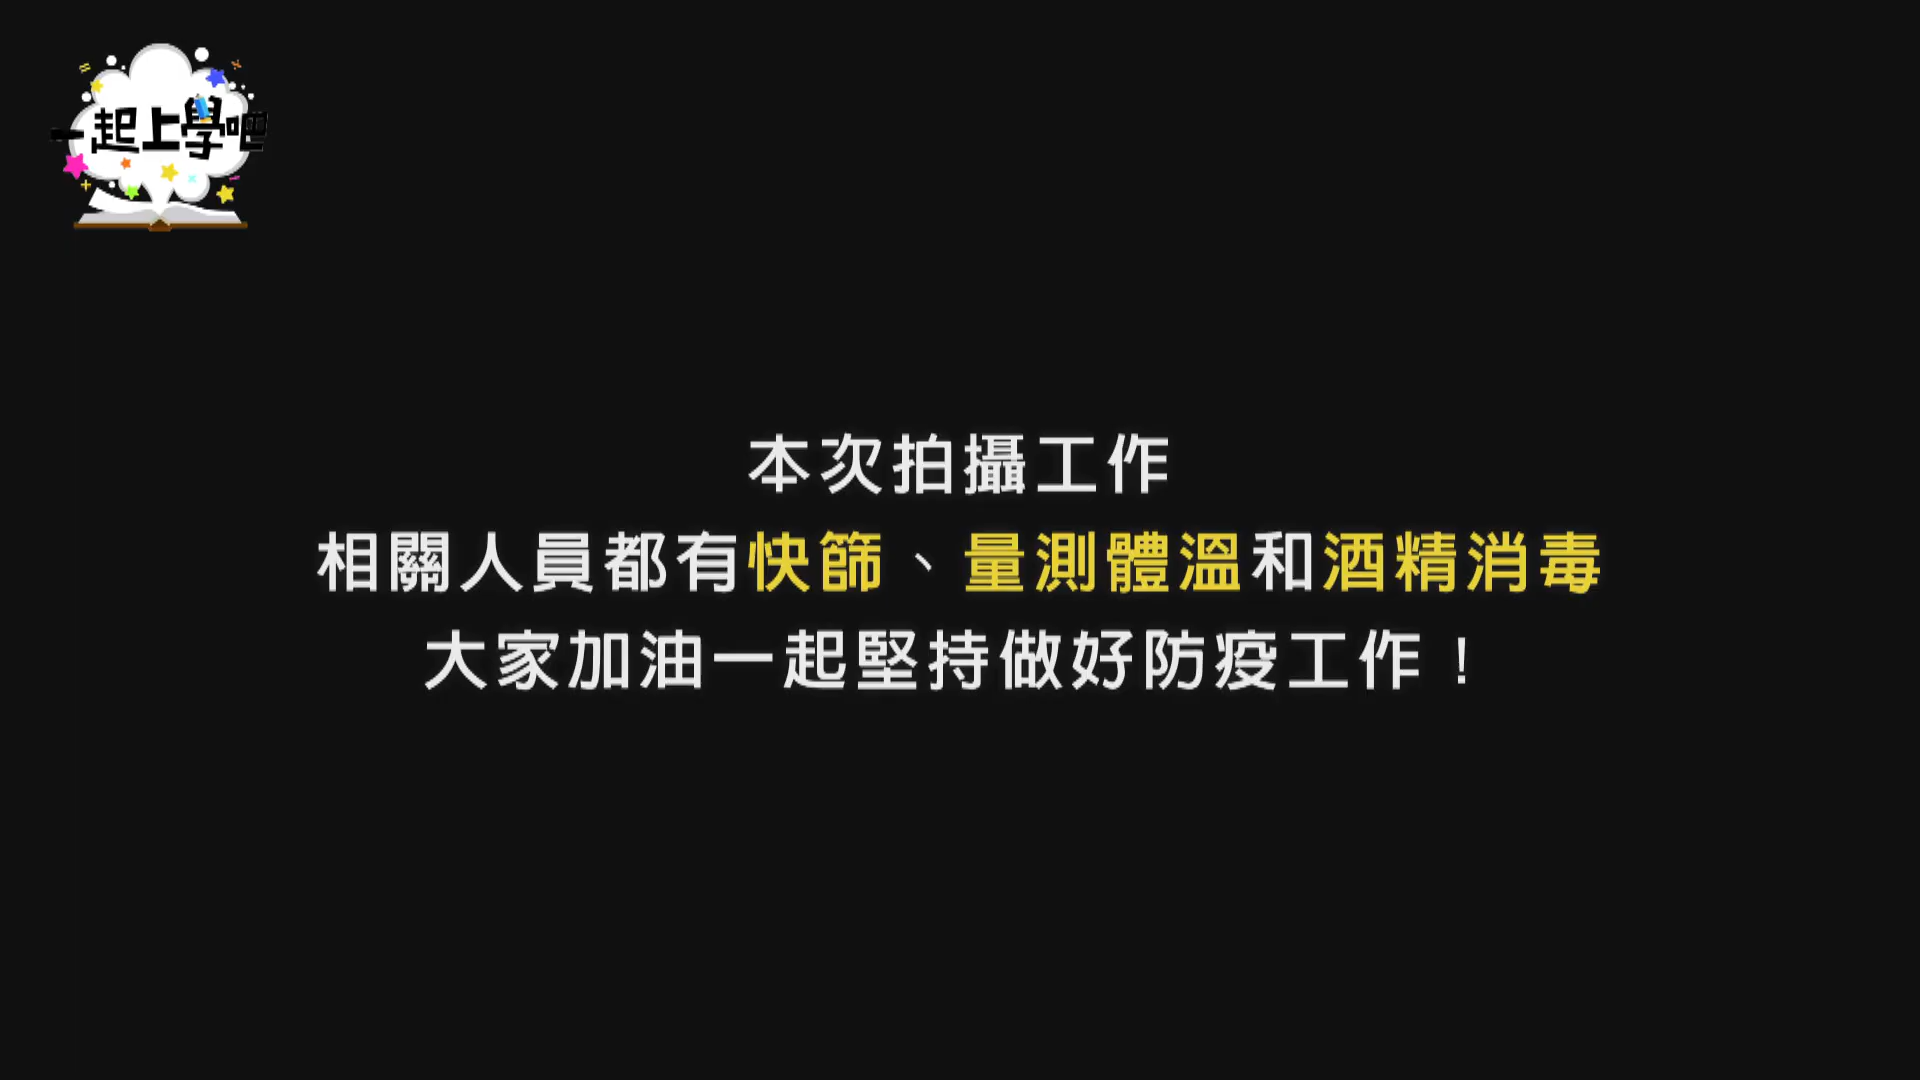 一起上學吧
本次拍攝工作
相關人員都有快篩、量測體溫和酒精消毒
大家加油一起堅持做好防疫工作！